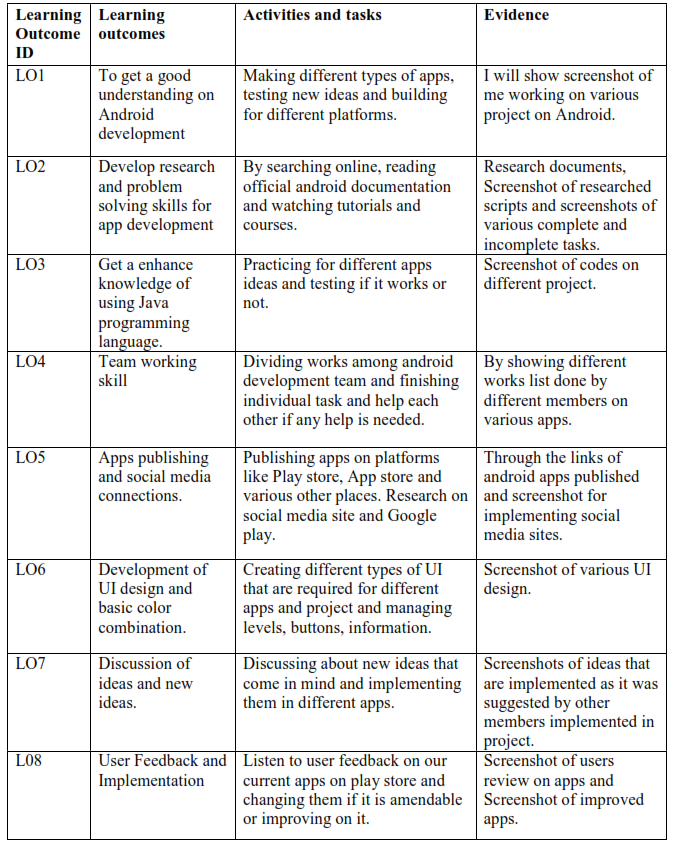 Learning Outcome ID | Learning outcomes | Activities and tasks | Evidence
LO1
To get a good
understanding on
Android
development
Making different types of apps,
testing new ideas and building
for different platforms.
I will show screenshot of
me working on various
project on Android.
LO2
Develop research
and problem
solving skills for
app development
By searching online, reading
official android documentation
and watching tutorials and
courses.
Research documents,
Screenshot of researched
scripts and screenshots of
various complete and
incomplete tasks.
LO3
Get a enhance
knowledge of
using Java
programming
language.
Practicing for different apps
ideas and testing if it works or
not.
Screenshot of codes on
different project.
LO4
Team working
skill
Dividing works among android
development team and finishing
individual task and help each
other if any help is needed.
By showing different
works list done by
different members on
various apps.
LO5
Apps publishing
and social media
connections.
Publishing apps on platforms
like Play store, App store and
various other places. Research on
social media site and Google
play.
Through the links of
android apps published
and screenshot for
implementing social
media sites.
LO6
Development of
UI design and
basic color
combination.
Creating different types of UI
that are required for different
apps and project and managing
levels, buttons, information.
Screenshot of various UI
design.
LO7
Discussion of
ideas and new
ideas.
Discussing about new ideas that
come in mind and implementing
them in different apps.
Screenshots of ideas that
are implemented as it was
suggested by other
members implemented in
project.
L08
User Feedback and
Implementation
Listen to user feedback on our
current apps on play store and
changing them if it is amendable
or improving on it.
Screenshot of users
review on apps and
Screenshot of improved
apps.